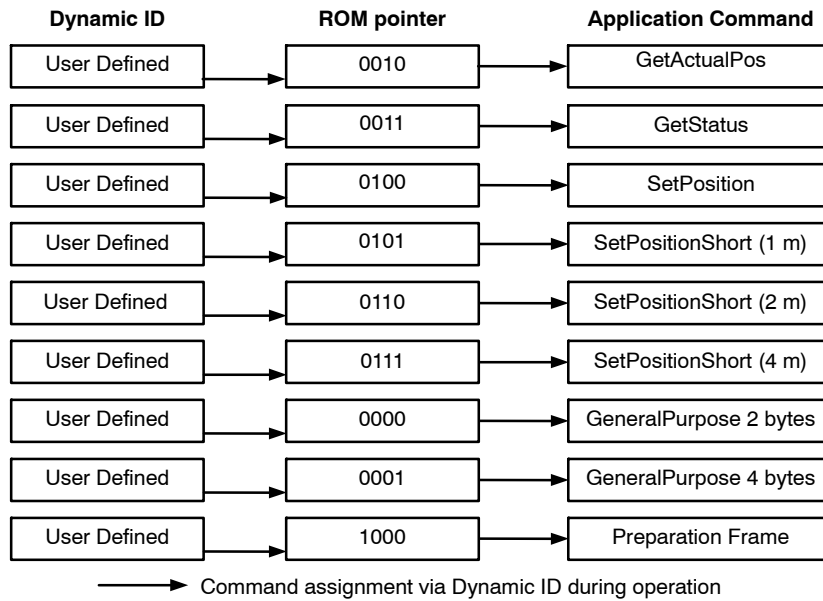 Dynamic ID ROM pointer Application Command
User Defined 0010 GetActualPos
User Defined 0011 GetStatus
User Defined 0100 SetPosition
User Defined 0101 SetPositionShort (1 m)
User Defined 0110 SetPositionShort (2 m)
User Defined 0111 SetPositionShort (4 m)
User Defined 0000 GeneralPurpose 2 bytes
User Defined 0001 GeneralPurpose 4 bytes
User Defined 1000 Preparation Frame
Command assignment via Dynamic ID during operation